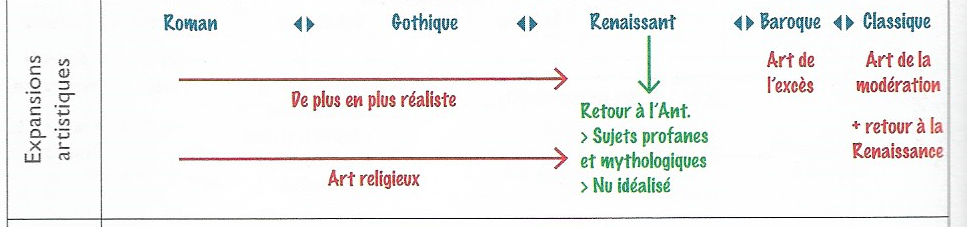 Expansions
artistiques
Roman Gothique Renaissant Baroque Classique
De plus en plus réaliste
Art religieux
Retour à l'Ant.
> Sujets profanes
et mythologiques
> Nu idéalisé
Art de
l'excès
Art de la
modération
+ retour à la
Renaissance